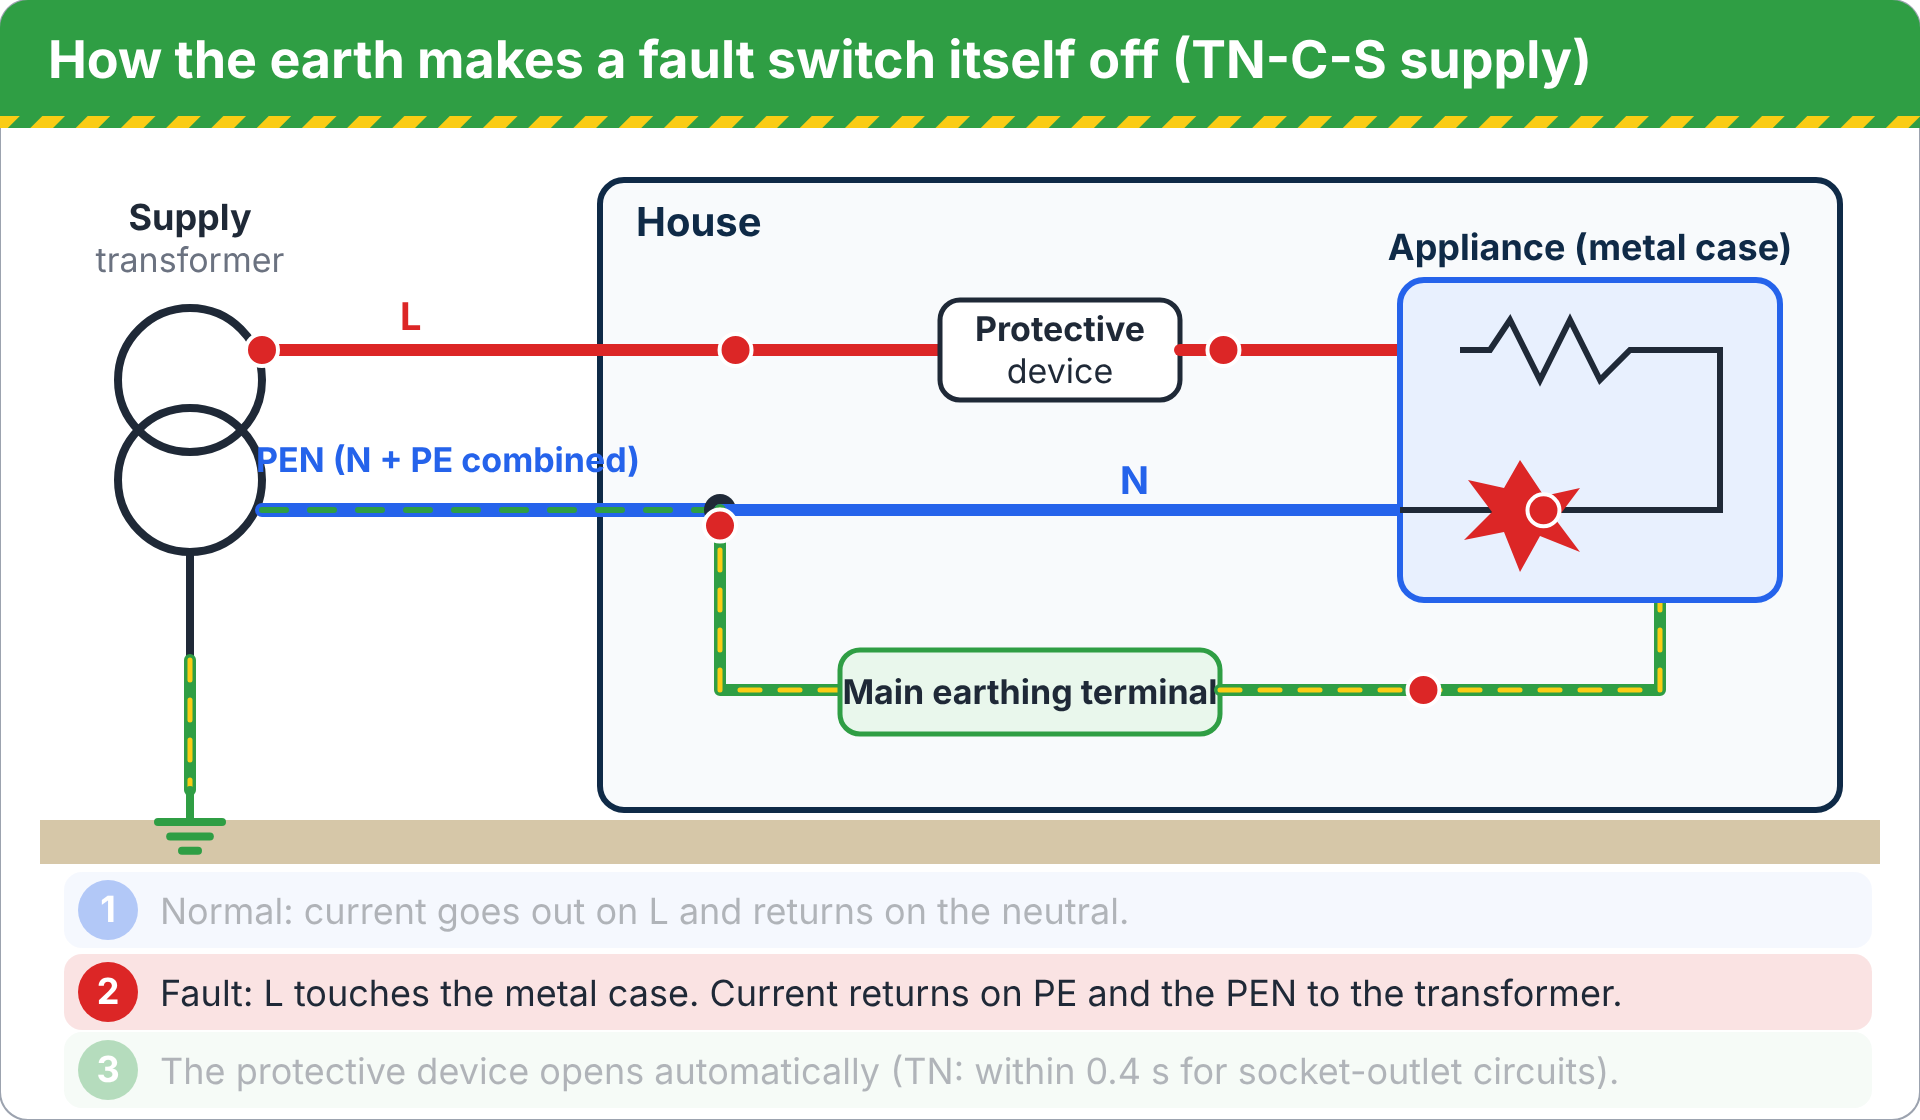 How the earth makes a fault switch itself off (TN-C-S supply)
Supply
transformer
House
Appliance (metal case)
L
Protective
device
PEN (N + PE combined)
N
Main earthing terminal
1 Normal: current goes out on L and returns on the neutral.
2 Fault: L touches the metal case. Current returns on PE and the PEN to the transformer.
3 The protective device opens automatically (TN: within 0.4 s for socket-outlet circuits).